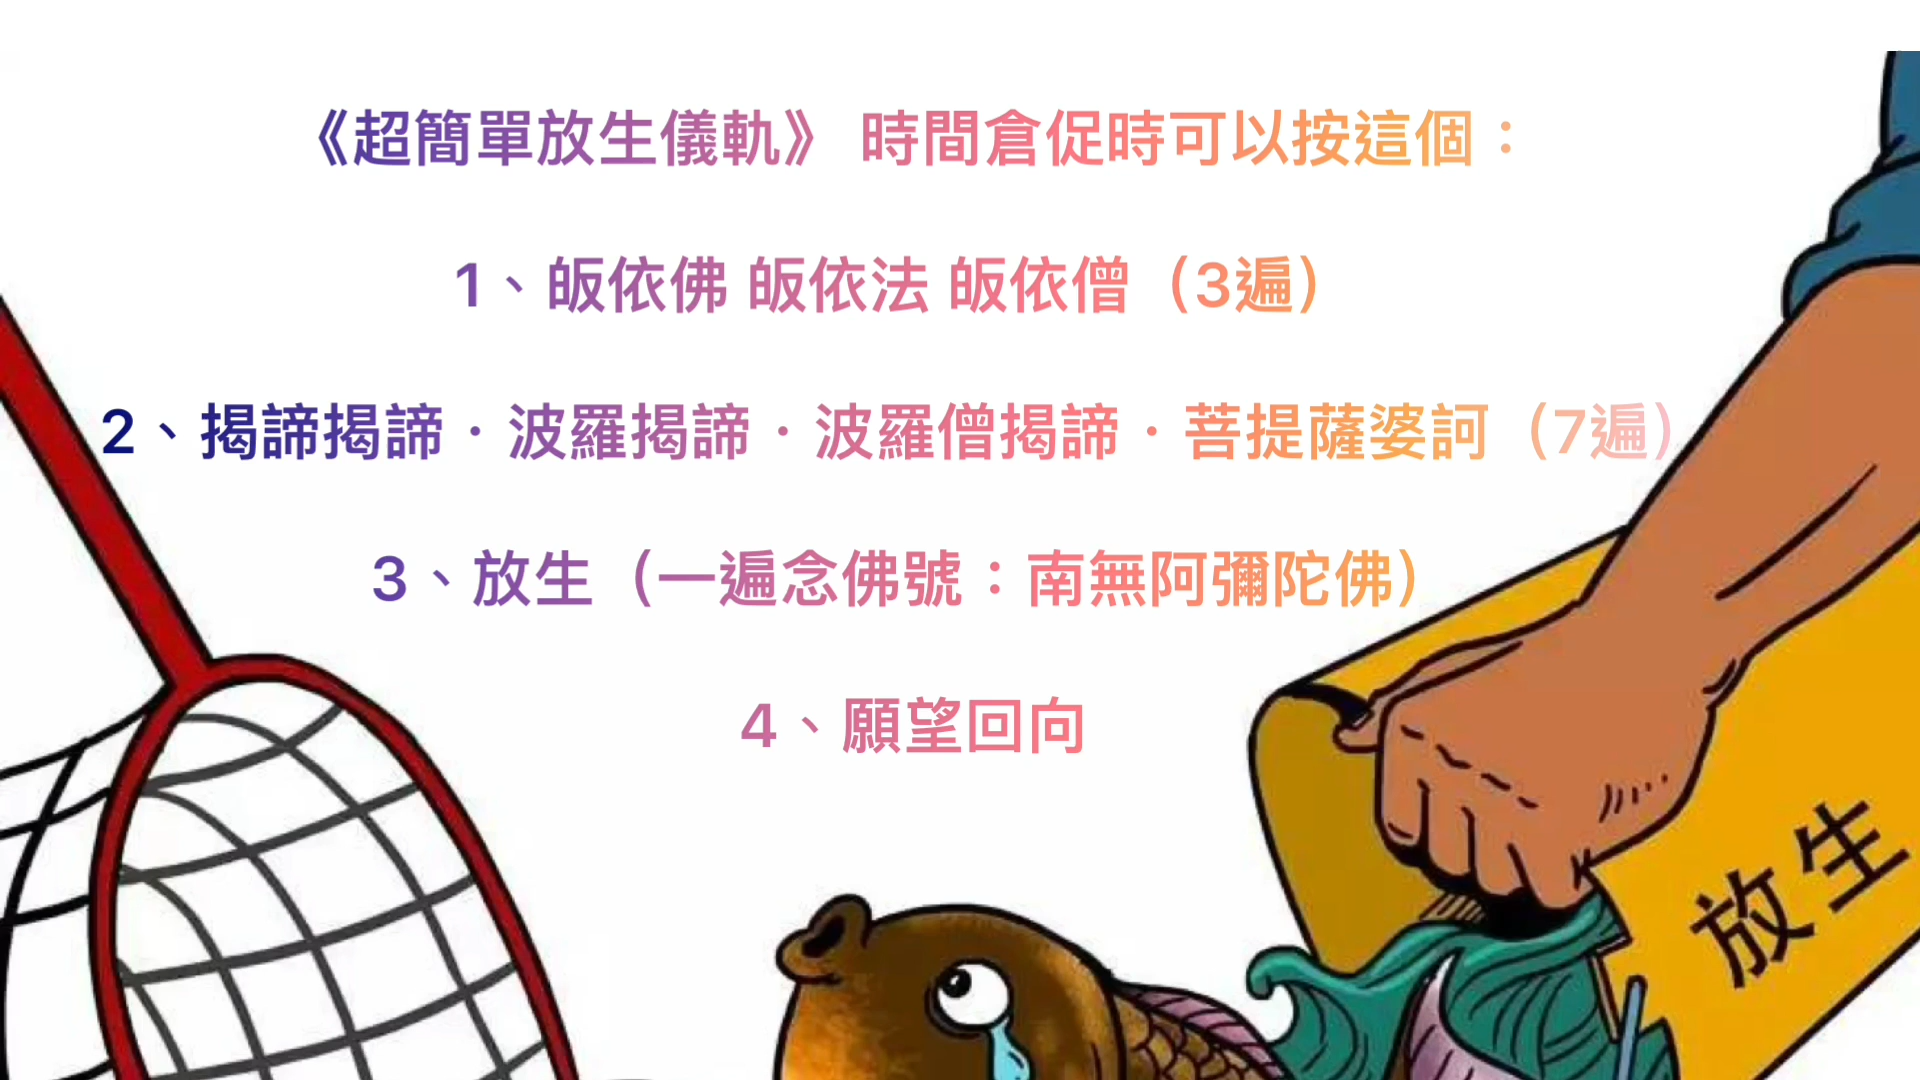 《超簡單放生儀軌》 時間倉促時可以按這個：
1、皈依佛 皈依法 皈依僧（3遍）
2、揭諦揭諦．波羅揭諦．波羅僧揭諦．菩提薩婆訶（7遍）
3、放生（一遍念佛號：南無阿彌陀佛）
4、願望回向
放生